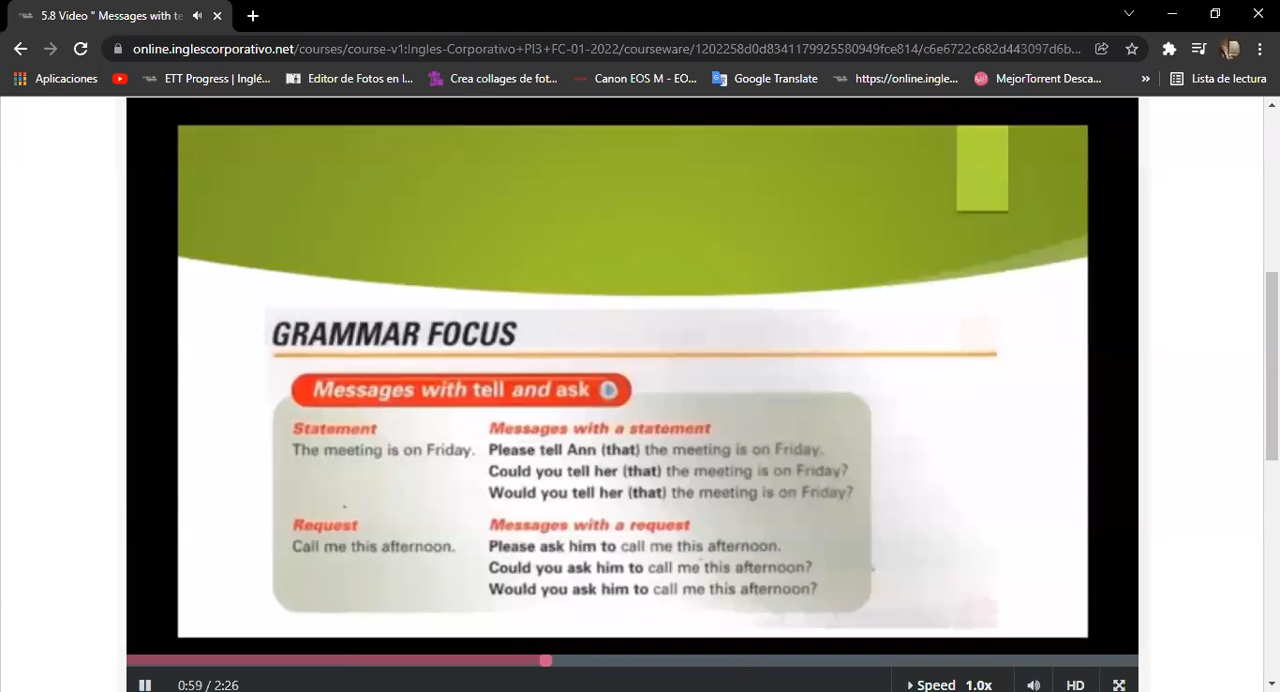 5.8 Video " Messages with te
online.inglescorporativo.net/courses/course-v1:Ingles-Corporativo+PI3+FC-01-2022/courseware/1202258d0d8341179925580949fce814/c6e6722c682d443097d6b...
Aplicaciones ETT Progress | Inglé... Editor de Fotos en l... Crea collages de fot... Canon EOS M - EO... Google Translate https://online.ingle... MejorTorrent Desca... » Lista de lectura
GRAMMAR FOCUS
Messages with tell and ask
Statement Messages with a statement
The meeting is on Friday. Please tell Ann (that) the meeting is on Friday.
Could you tell her (that) the meeting is on Friday?
Would you tell her (that) the meeting is on Friday?
Request Messages with a request
Call me this afternoon. Please ask him to call me this afternoon.
Could you ask him to call me this afternoon?
Would you ask him to call me this afternoon?
0:59 / 2:26 Speed 1.0x HD